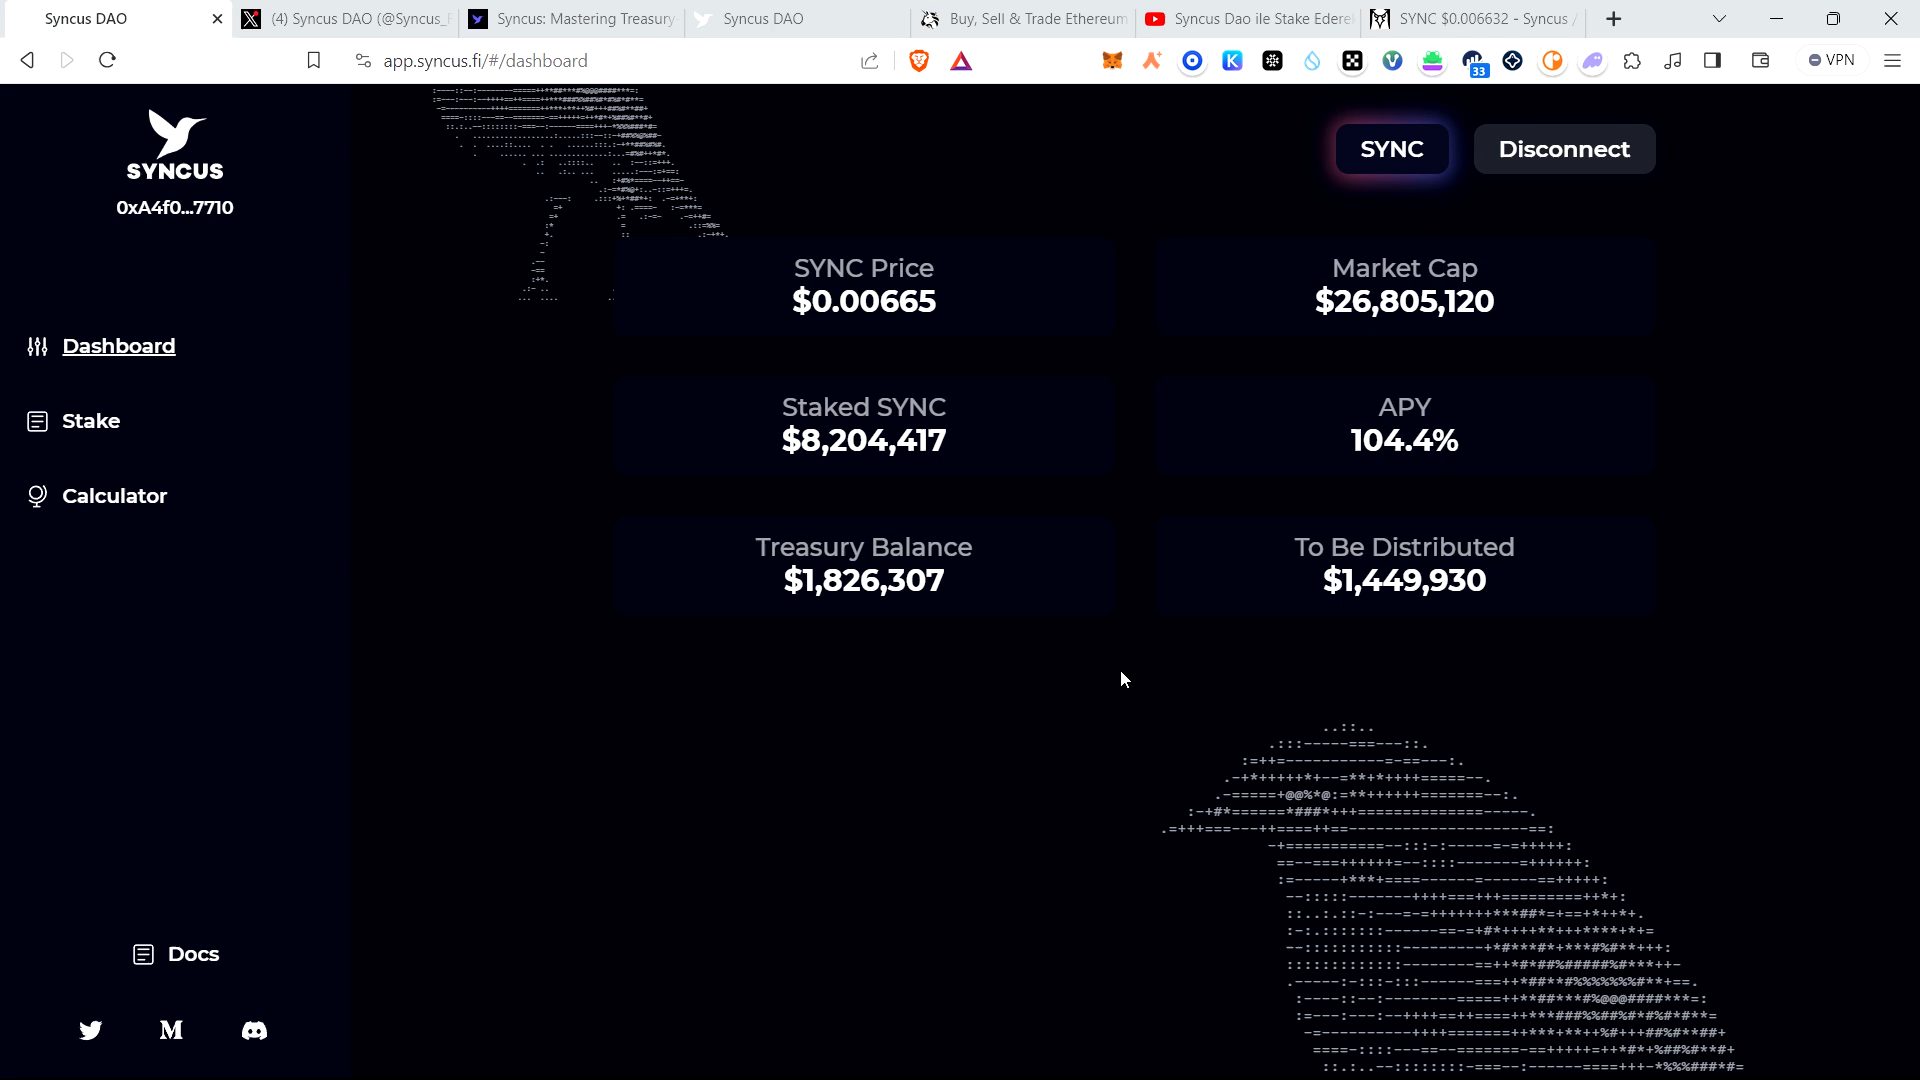 Syncus DAO
(4) Syncus DAO (@Syncus_F
Syncus: Mastering Treasury-
Syncus DAO
Buy, Sell & Trade Ethereum
Syncus Dao ile Stake Ederek
SYNC $0.006632 - Syncus /
app.syncus.fi/#/dashboard
33
VPN
SYNCUS
0xA4f0...7710
SYNC
Disconnect
SYNC Price
$0.00665
Market Cap
$26,805,120
Dashboard
Stake
Calculator
Staked SYNC
$8,204,417
APY
104.4%
Treasury Balance
$1,826,307
To Be Distributed
$1,449,930
Docs